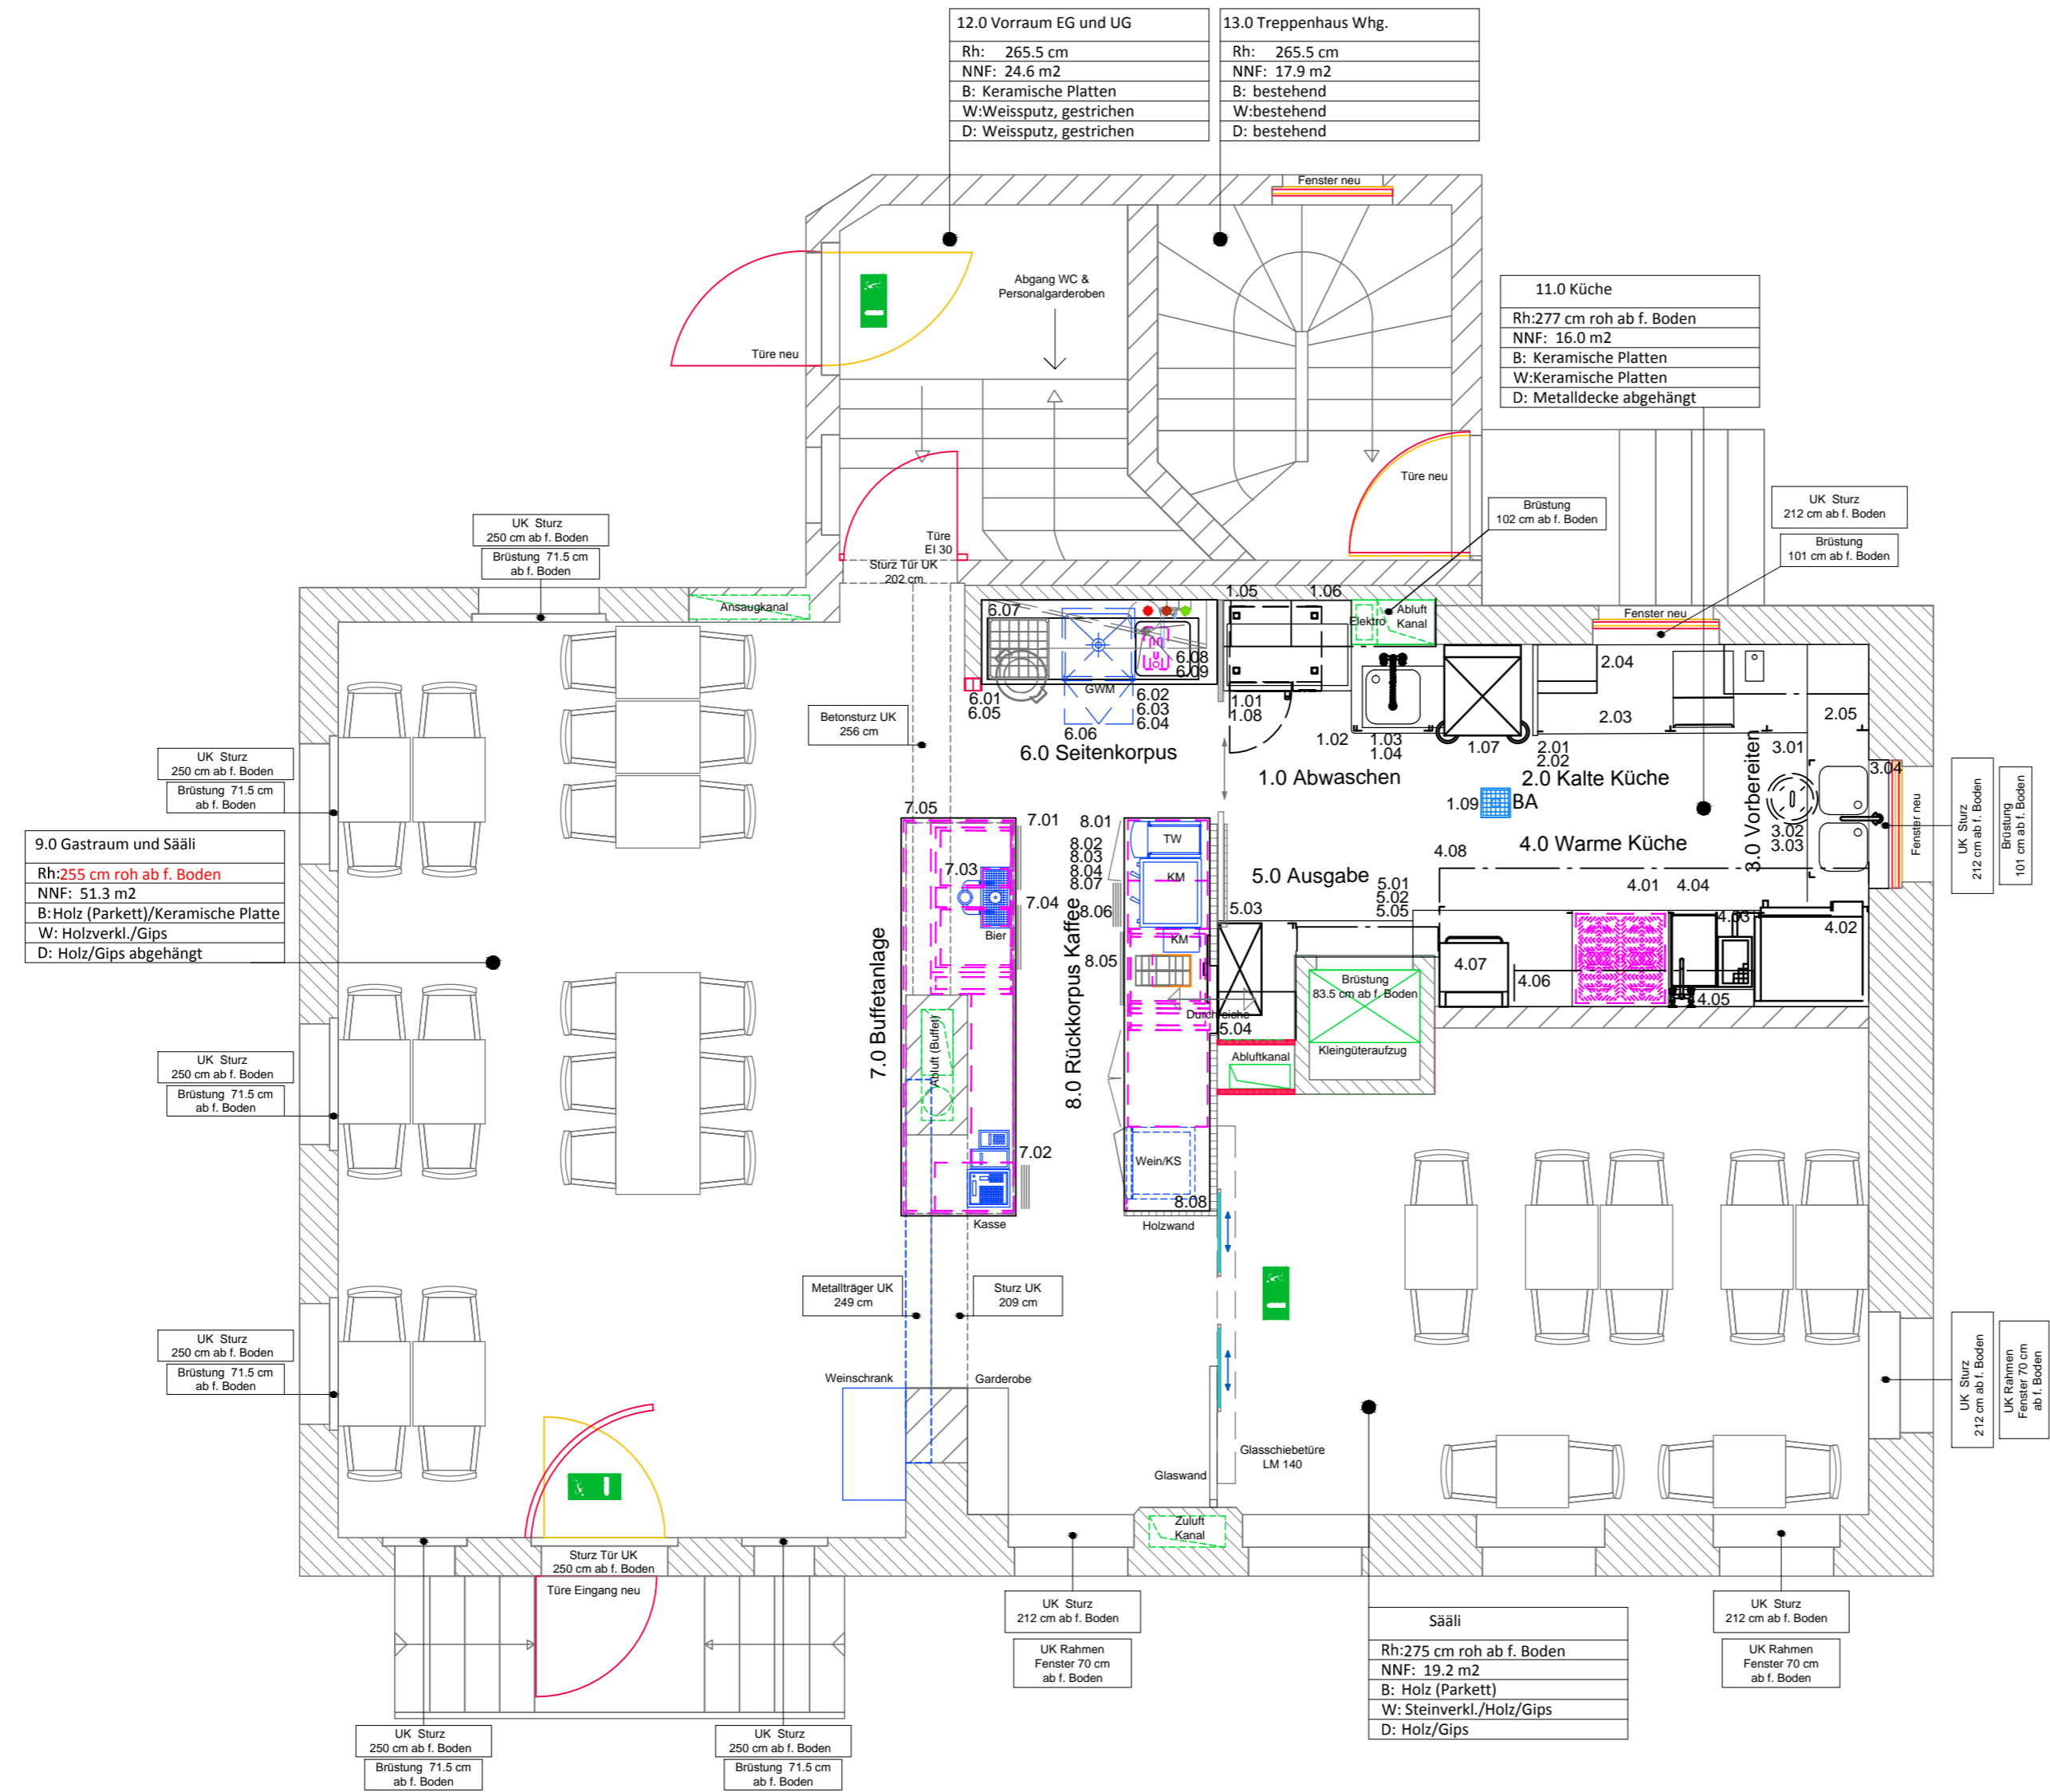 12.0 Vorraum EG und UG
Rh: 265.5 cm
NNF: 24.6 m2
B: Keramische Platten
W:Weissputz, gestrichen
D: Weissputz, gestrichen
13.0 Treppenhaus Whg.
Rh: 265.5 cm
NNF: 17.9 m2
B: bestehend
W:bestehend
D: bestehend
Fenster neu
Abgang WC &
Personalgarderoben
Türe neu
11.0 Küche
Rh:277 cm roh ab f. Boden
NNF: 16.0 m2
B: Keramische Platten
W:Keramische Platten
D: Metalldecke abgehängt
Türe neu
Türe
EI 30
Sturz Tür UK
202 cm
Brüstung
102 cm ab f. Boden
UK Sturz
212 cm ab f. Boden
Brüstung
101 cm ab f. Boden
UK Sturz
250 cm ab f. Boden
Brüstung 71.5 cm
ab f. Boden
Ansaugkanal
6.07
6.08
6.09
GWM
6.01
6.05
6.02
6.03
6.04
6.06
6.0 Seitenkorpus
Betonsturz UK
256 cm
1.05
1.06
Elektro
Abluft
Kanal
1.01
1.08
1.02
1.03
1.04
1.07
1.0 Abwaschen
1.09
BA
Fenster neu
2.04
2.03
2.05
2.01
2.02
2.0 Kalte Küche
3.01
3.04
3.02
3.03
3.0 Vorbereiten
Fenster neu
UK Sturz
212 cm ab f. Boden
Brüstung
101 cm ab f. Boden
4.0 Warme Küche
4.08
4.01
4.04
4.03
4.02
4.07
4.06
4.05
5.0 Ausgabe
5.01
5.02
5.05
5.03
5.04
Brüstung
83.5 cm ab f. Boden
Kleingüteraufzug
Durchreiche
Abluftkanal
UK Sturz
250 cm ab f. Boden
Brüstung 71.5 cm
ab f. Boden
9.0 Gastraum und Sääli
Rh:255 cm roh ab f. Boden
NNF: 51.3 m2
B:Holz (Parkett)/Keramische Platte
W: Holzverkl./Gips
D: Holz/Gips abgehängt
UK Sturz
250 cm ab f. Boden
Brüstung 71.5 cm
ab f. Boden
UK Sturz
250 cm ab f. Boden
Brüstung 71.5 cm
ab f. Boden
7.05
7.01
7.03
7.04
Bier
7.0 Buffetanlage
Abluft (Buffet)
7.02
Kasse
8.01
8.02
8.03
8.04
8.07
8.06
8.05
TW
KM
KM
8.0 Rückkorpus Kaffee
Wein/KS
8.08
Holzwand
Metallträger UK
249 cm
Sturz UK
209 cm
Weinschrank
Garderobe
Glaswand
Glasschiebetüre
LM 140
UK Sturz
212 cm ab f. Boden
UK Rahmen
Fenster 70 cm
ab f. Boden
Zuluft
Kanal
Sturz Tür UK
250 cm ab f. Boden
Türe Eingang neu
UK Sturz
212 cm ab f. Boden
UK Rahmen
Fenster 70 cm
ab f. Boden
Sääli
Rh:275 cm roh ab f. Boden
NNF: 19.2 m2
B: Holz (Parkett)
W: Steinverkl./Holz/Gips
D: Holz/Gips
UK Sturz
212 cm ab f. Boden
UK Rahmen
Fenster 70 cm
ab f. Boden
UK Sturz
250 cm ab f. Boden
Brüstung 71.5 cm
ab f. Boden
UK Sturz
250 cm ab f. Boden
Brüstung 71.5 cm
ab f. Boden